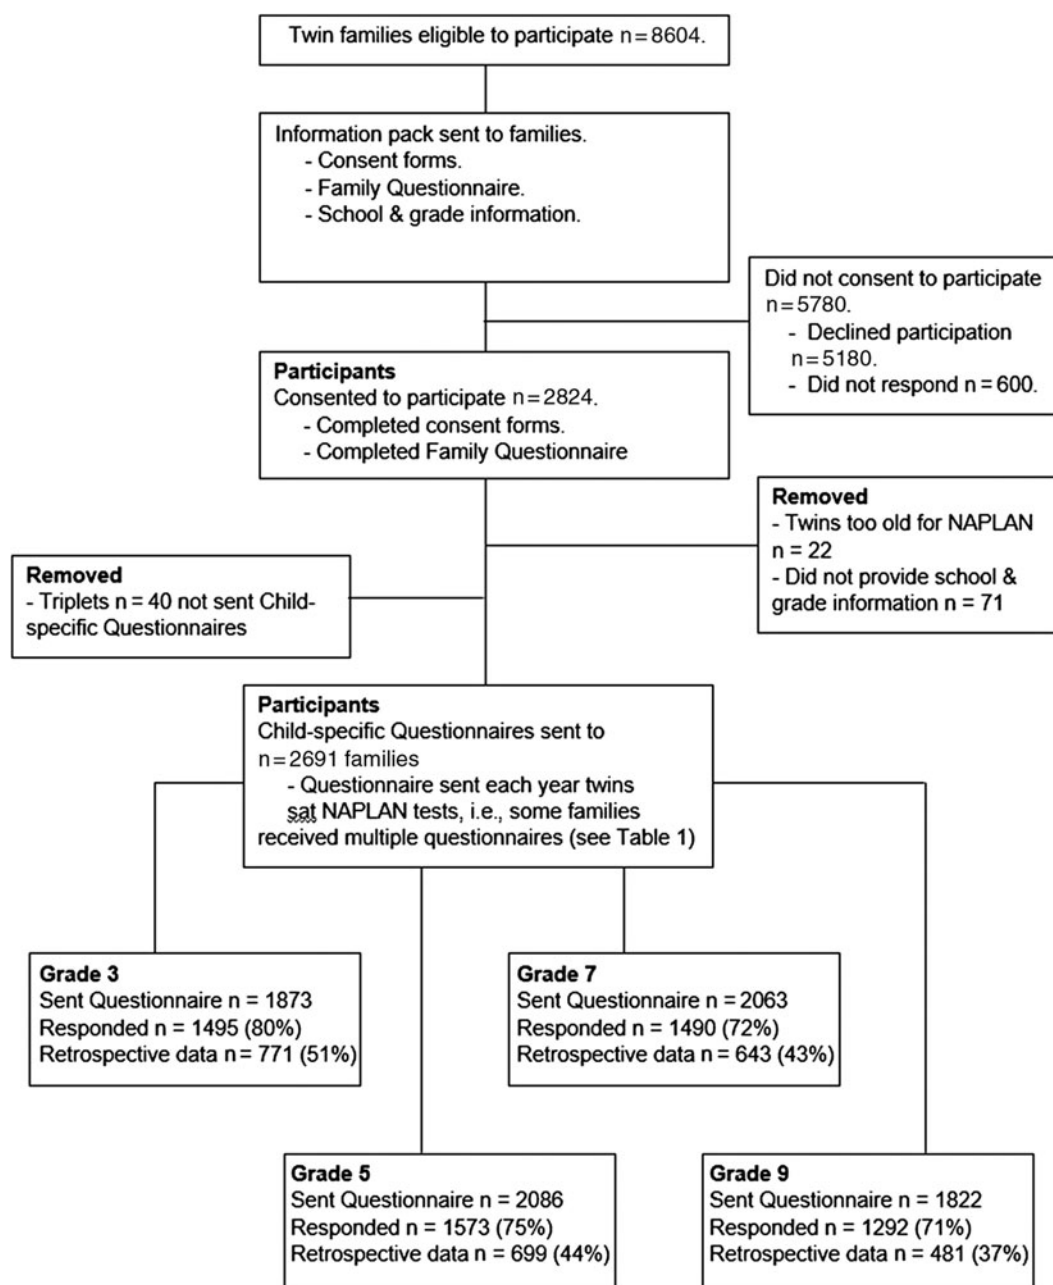 Twin families eligible to participate n=8604.
Information pack sent to families.
- Consent forms.
- Family Questionnaire.
- School & grade information.
Did not consent to participate
n=5780.
- Declined participation
n=5180.
- Did not respond n=600.
Participants
Consented to participate n=2824.
- Completed consent forms.
- Completed Family Questionnaire
Removed
- Twins too old for NAPLAN
n = 22
- Did not provide school &
grade information n = 71
Removed
- Triplets n = 40 not sent Child-
specific Questionnaires
Participants
Child-specific Questionnaires sent to
n=2691 families
- Questionnaire sent each year twins
sat NAPLAN tests, i.e., some families
received multiple questionnaires (see Table 1)
Grade 3
Sent Questionnaire n = 1873
Responded n = 1495 (80%)
Retrospective data n = 771 (51%)
Grade 7
Sent Questionnaire n = 2063
Responded n = 1490 (72%)
Retrospective data n = 643 (43%)
Grade 5
Sent Questionnaire n = 2086
Responded n = 1573 (75%)
Retrospective data n = 699 (44%)
Grade 9
Sent Questionnaire n = 1822
Responded n = 1292 (71%)
Retrospective data n = 481 (37%)